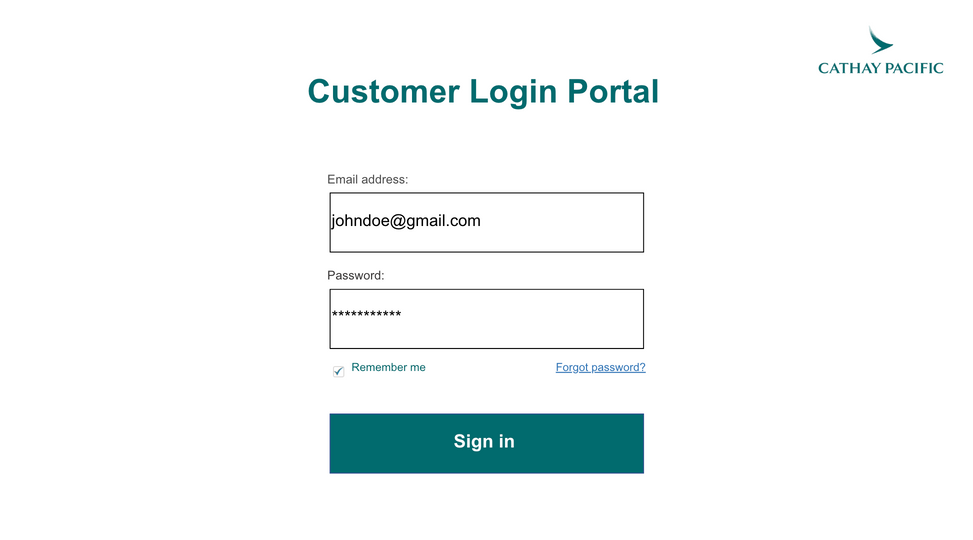 CATHAY PACIFIC
Customer Login Portal
Email address:
johndoe@gmail.com
Password:
***********
Remember me
Forgot password?
Sign in